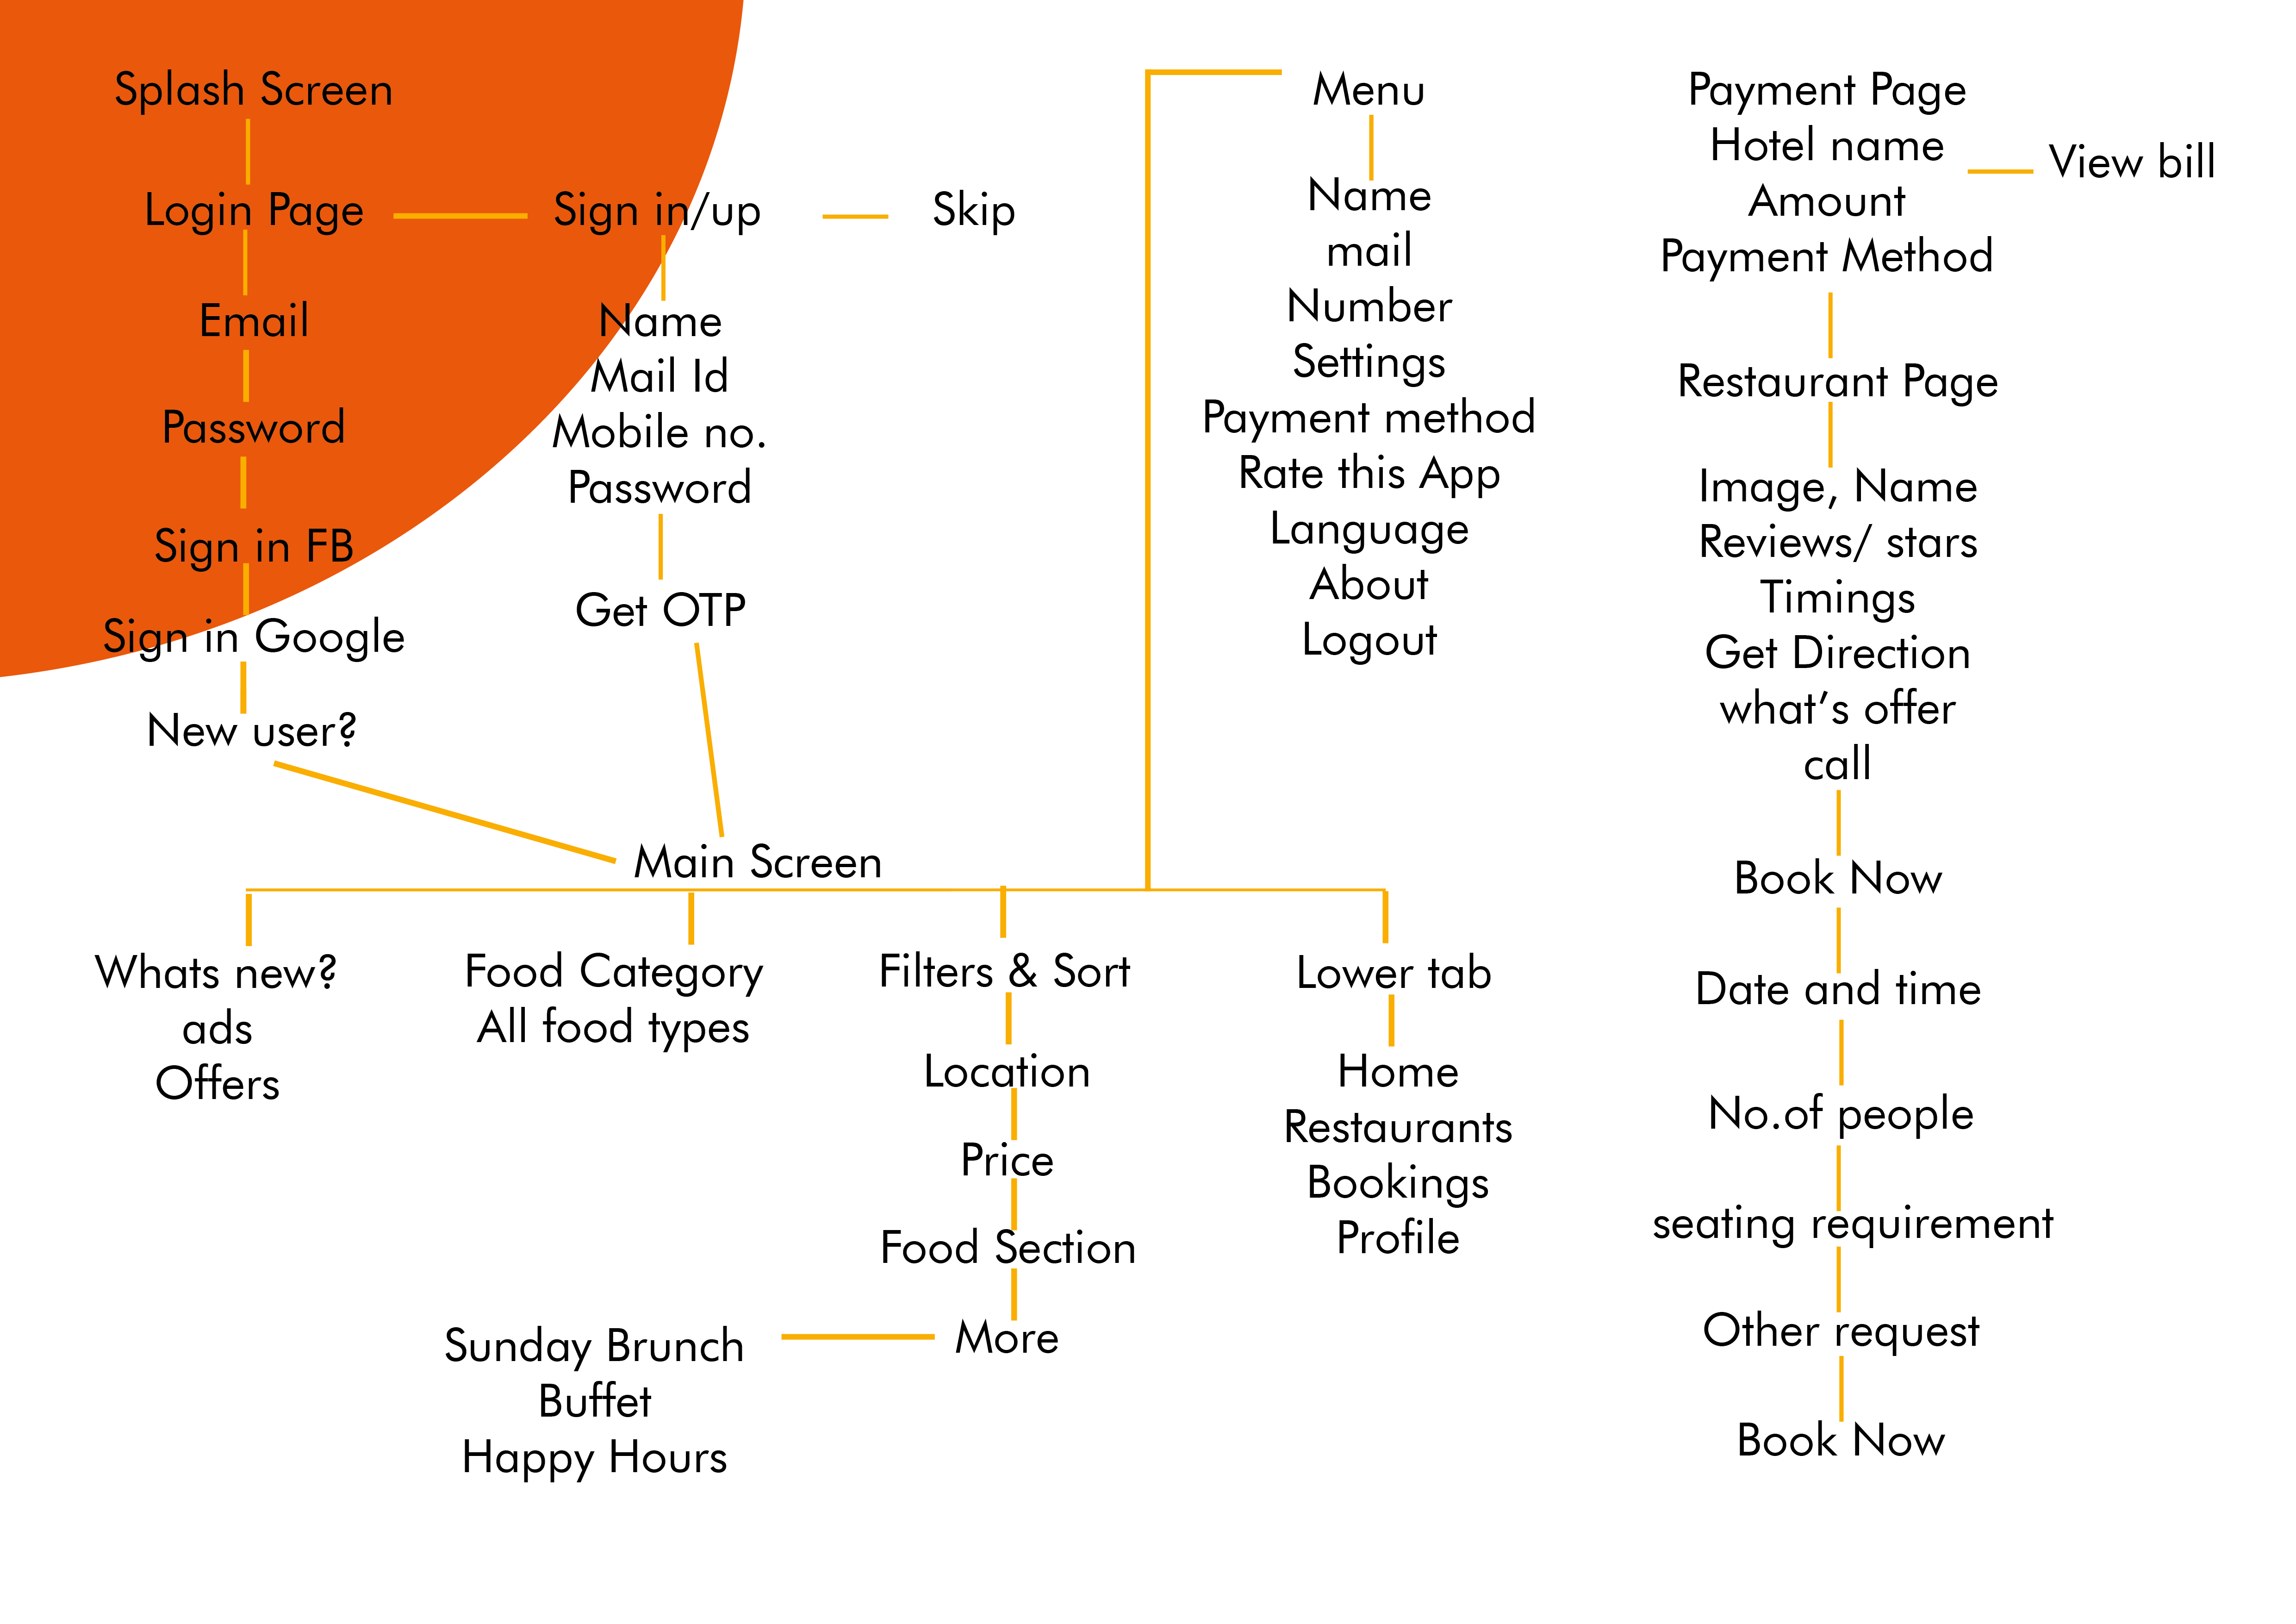 Splash Screen
Login Page
Email
Password
Sign in FB
Sign in Google
New user?
Sign in/up
Skip
Name
Mail Id
Mobile no.
Password
Get OTP
Main Screen
Whats new?
ads
Offers
Food Category
All food types
Filters & Sort
Location
Price
Food Section
More
Sunday Brunch
Buffet
Happy Hours
Lower tab
Home
Restaurants
Bookings
Profile
Menu
Name
mail
Number
Settings
Payment method
Rate this App
Language
About
Logout
Payment Page
Hotel name
Amount
Payment Method
View bill
Restaurant Page
Image, Name
Reviews/ stars
Timings
Get Direction
what’s offer
call
Book Now
Date and time
No.of people
seating requirement
Other request
Book Now